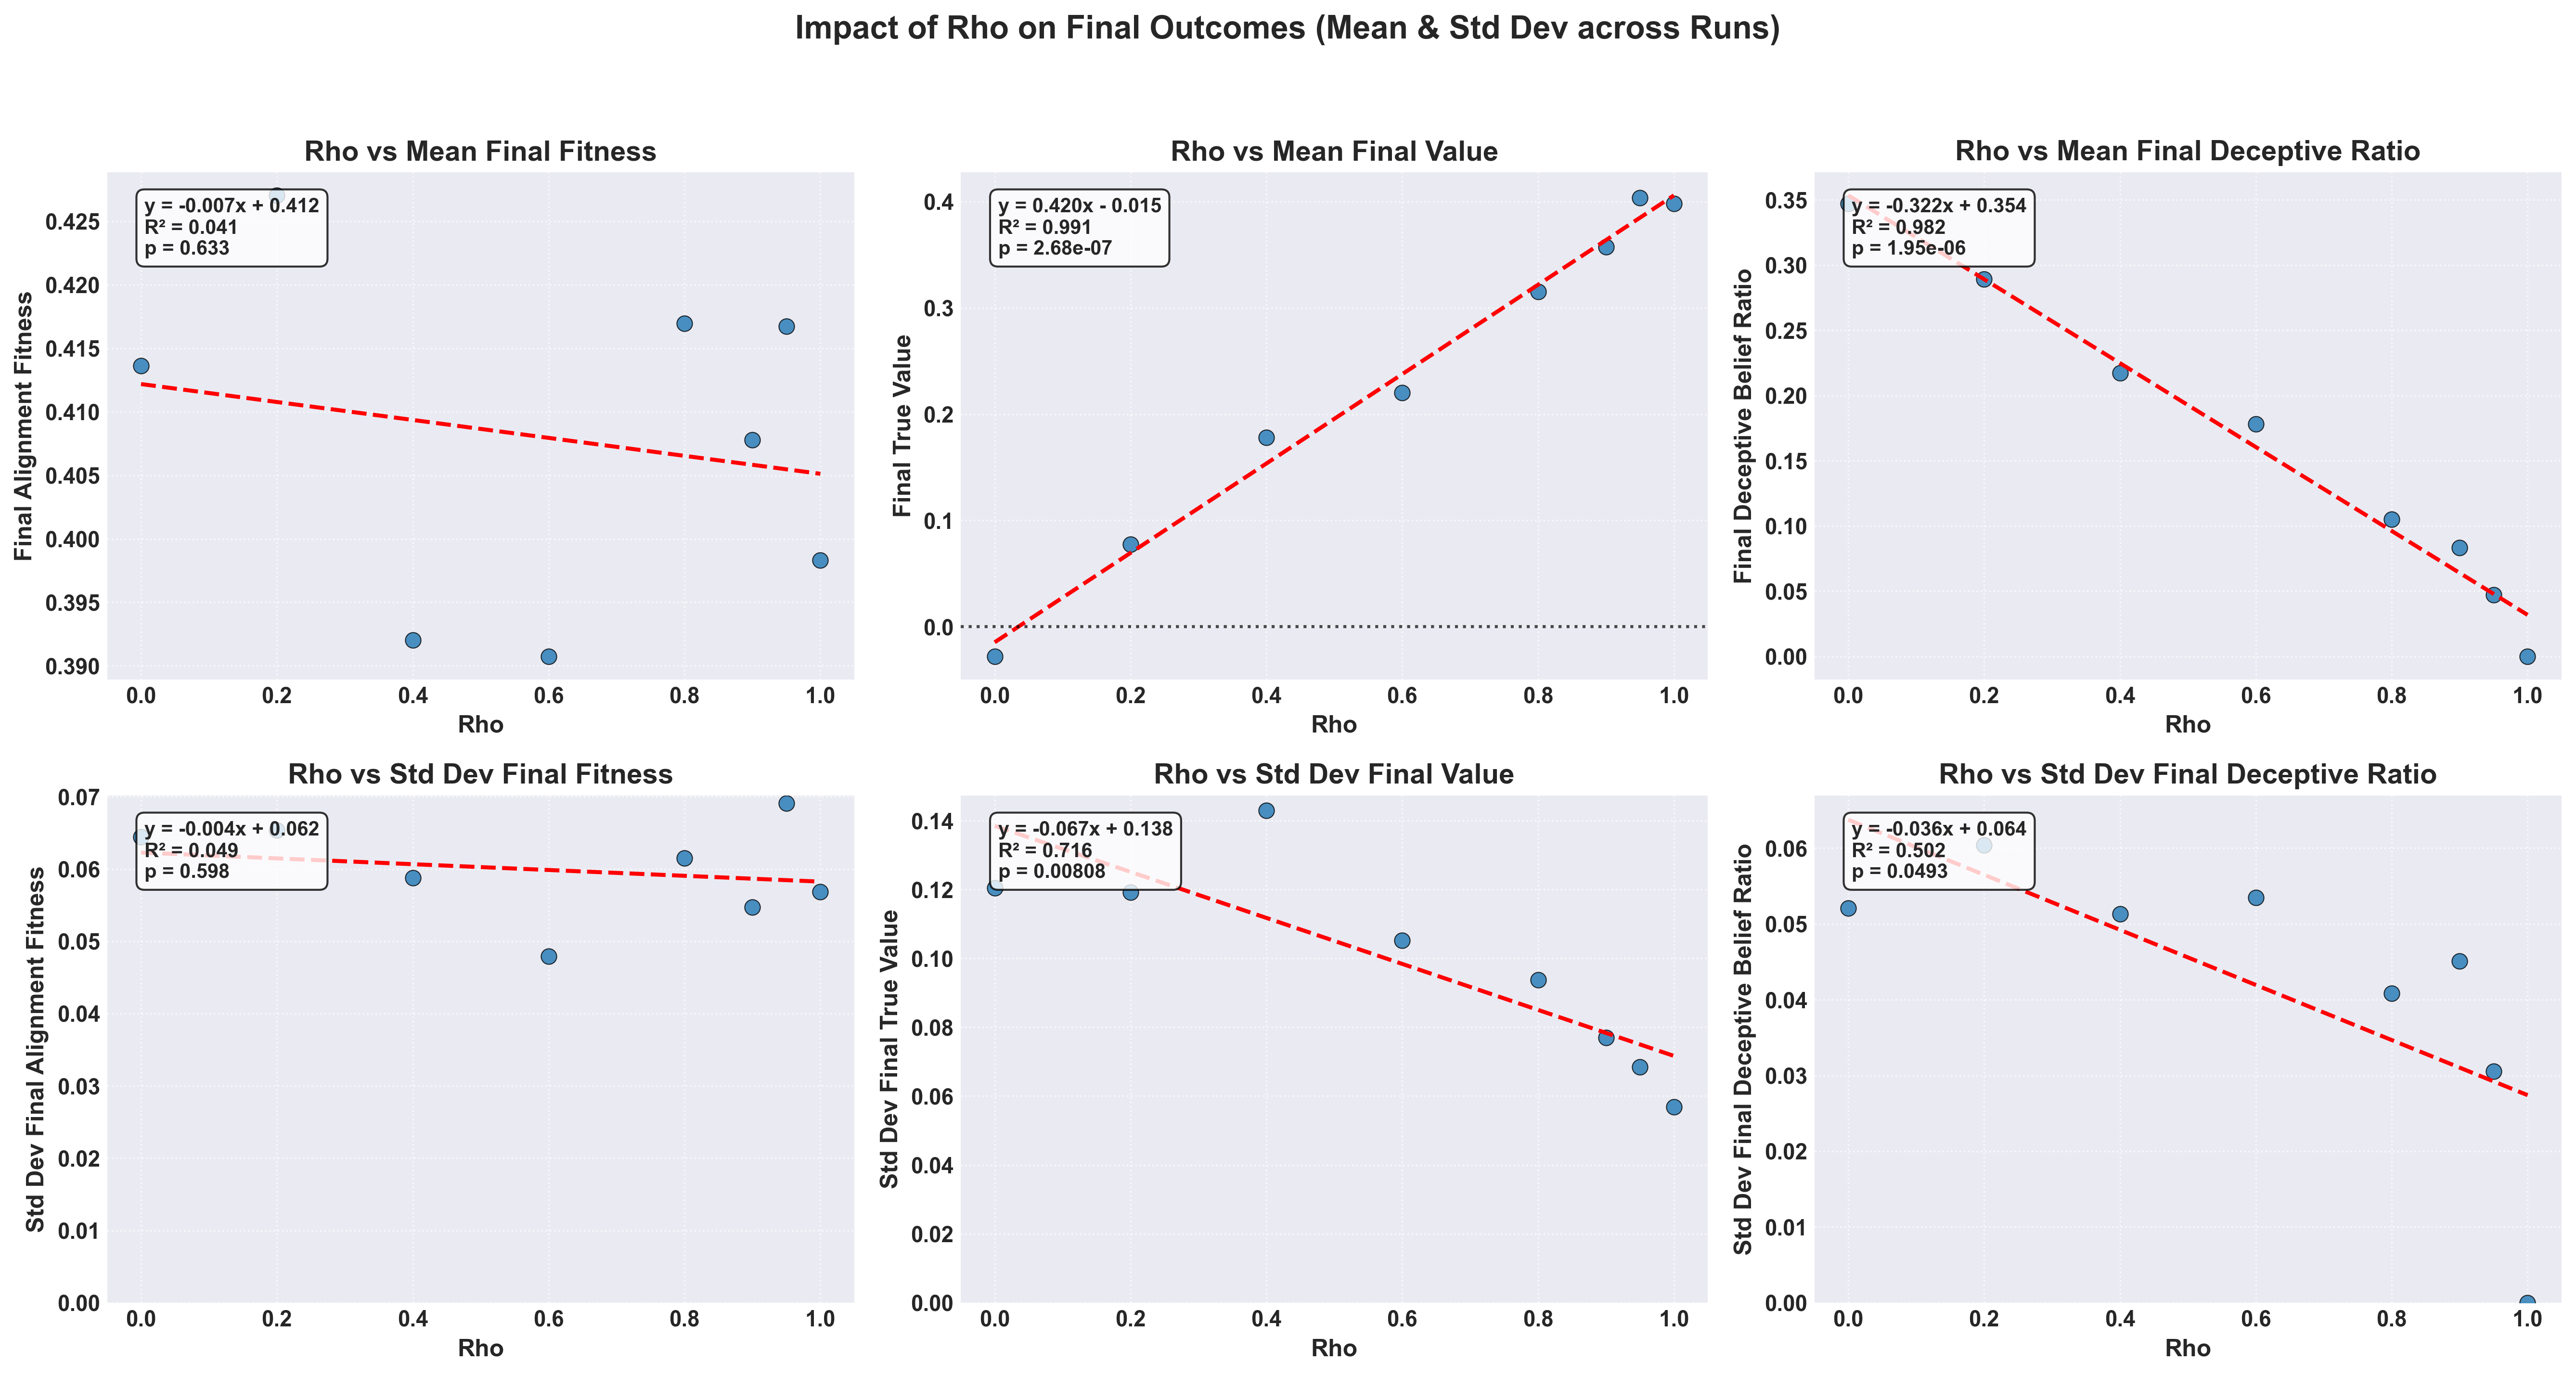 Impact of Rho on Final Outcomes (Mean & Std Dev across Runs)
Rho vs Mean Final Fitness
y = -0.007x + 0.412
R² = 0.041
p = 0.633
Final Alignment Fitness
0.425
0.420
0.415
0.410
0.405
0.400
0.395
0.390
0.0 0.2 0.4 0.6 0.8 1.0
Rho
Rho vs Mean Final Value
y = 0.420x - 0.015
R² = 0.991
p = 2.68e-07
Final True Value
0.4
0.3
0.2
0.1
0.0
0.0 0.2 0.4 0.6 0.8 1.0
Rho
Rho vs Mean Final Deceptive Ratio
y = -0.322x + 0.354
R² = 0.982
p = 1.95e-06
Final Deceptive Belief Ratio
0.35
0.30
0.25
0.20
0.15
0.10
0.05
0.00
0.0 0.2 0.4 0.6 0.8 1.0
Rho
Rho vs Std Dev Final Fitness
y = -0.004x + 0.062
R² = 0.049
p = 0.598
Std Dev Final Alignment Fitness
0.07
0.06
0.05
0.04
0.03
0.02
0.01
0.00
0.0 0.2 0.4 0.6 0.8 1.0
Rho
Rho vs Std Dev Final Value
y = -0.067x + 0.138
R² = 0.716
p = 0.00808
Std Dev Final True Value
0.14
0.12
0.10
0.08
0.06
0.04
0.02
0.00
0.0 0.2 0.4 0.6 0.8 1.0
Rho
Rho vs Std Dev Final Deceptive Ratio
y = -0.036x + 0.064
R² = 0.502
p = 0.0493
Std Dev Final Deceptive Belief Ratio
0.06
0.05
0.04
0.03
0.02
0.01
0.00
0.0 0.2 0.4 0.6 0.8 1.0
Rho